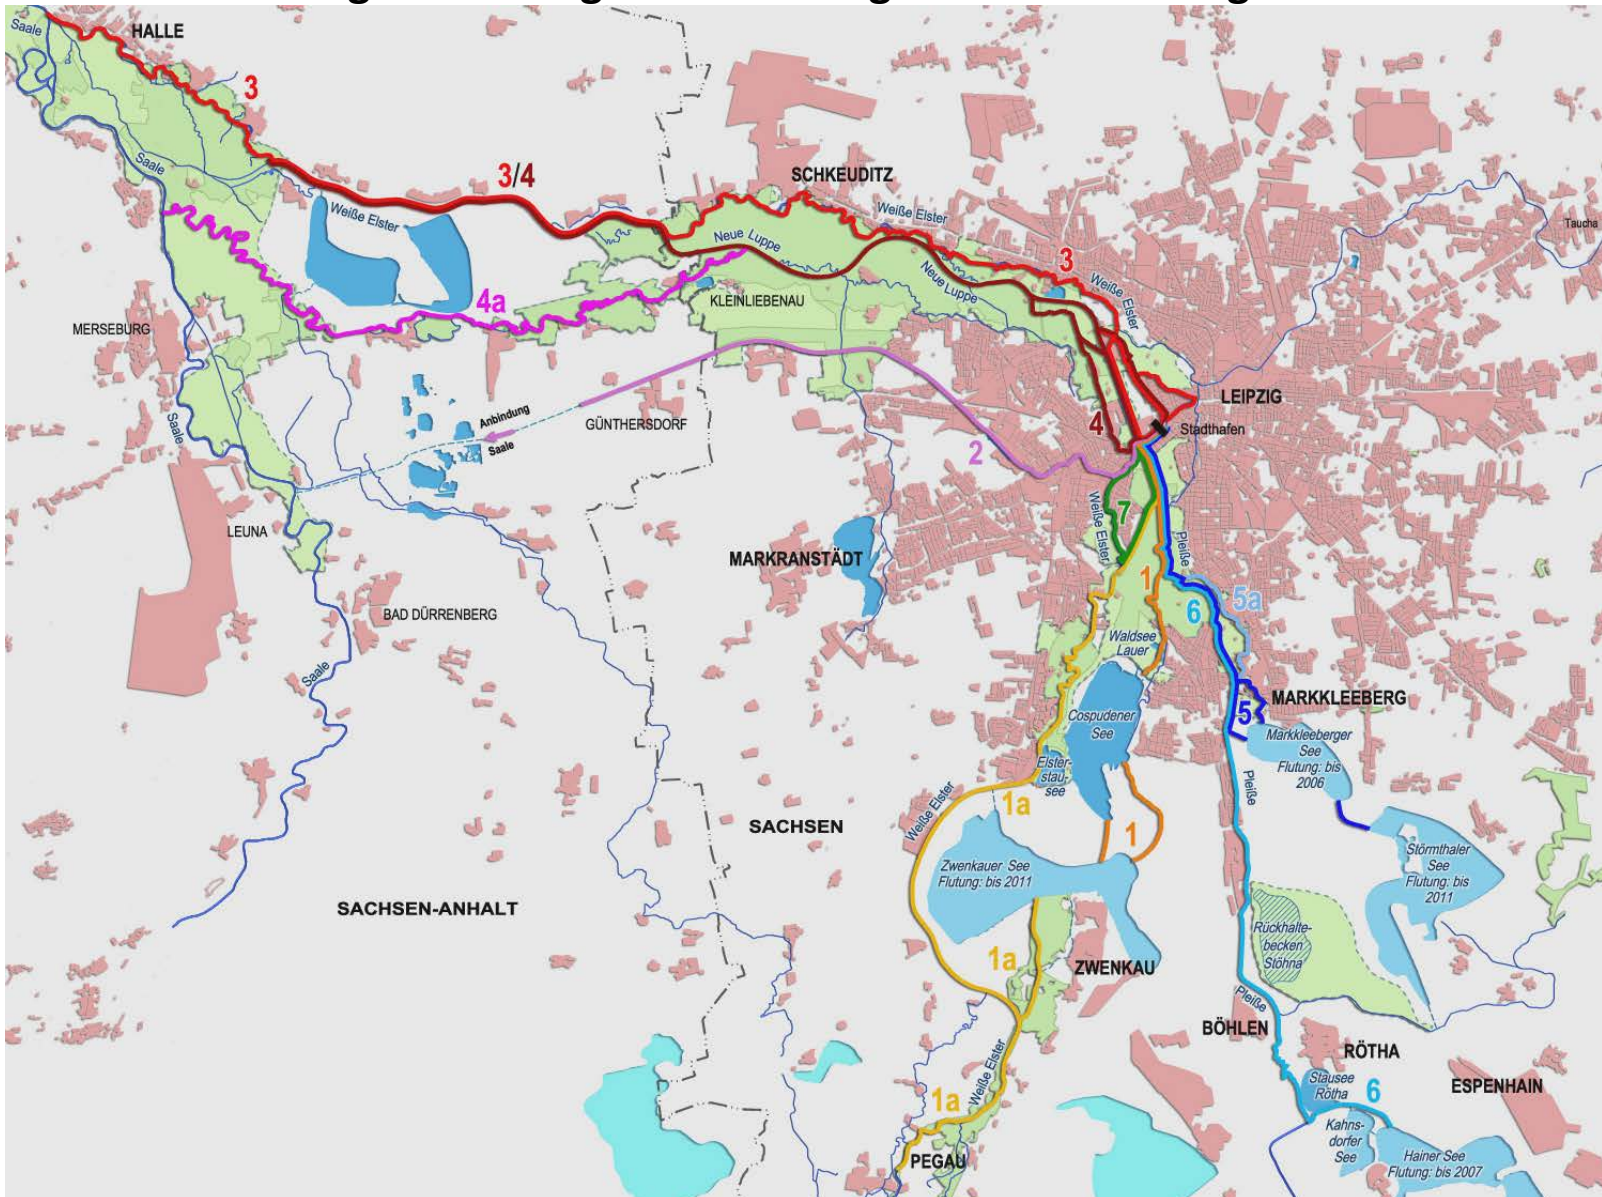 Saale
HALLE
3
Saale
3/4
SCHKEUDITZ
Weiße Elster
Weiße Elster
Neue Luppe
Taucha
3
Neue Luppe
Weiße Elster
4a
KLEINLIEBENAU
MERSEBURG
LEIPZIG
Anbindung
Saale
GÜNTHERSDORF
4
Stadthafen
Saale
2
LEUNA
Weiße Elster
7
Pleiße
MARKRANSTÄDT
1
6
5a
BAD DÜRRENBERG
Waldsee
Lauer
Saale
MARKKLEEBERG
5
Cospudener
See
Markkleeberger
See
Flutung: bis
2006
Elster-
stau-
see
Pleiße
1a
Weiße Elster
SACHSEN
1
Störmthaler
See
Flutung: bis
2011
Zwenkauer See
Flutung: bis 2011
SACHSEN-ANHALT
Rückhalte-
becken
Stöhna
1a
ZWENKAU
Pleiße
BÖHLEN
RÖTHA
Weiße Elster
Stausee
Rötha
6
ESPENHAIN
1a
Kahns-
dorfer
See
PEGAU
Hainer See
Flutung: bis 2007